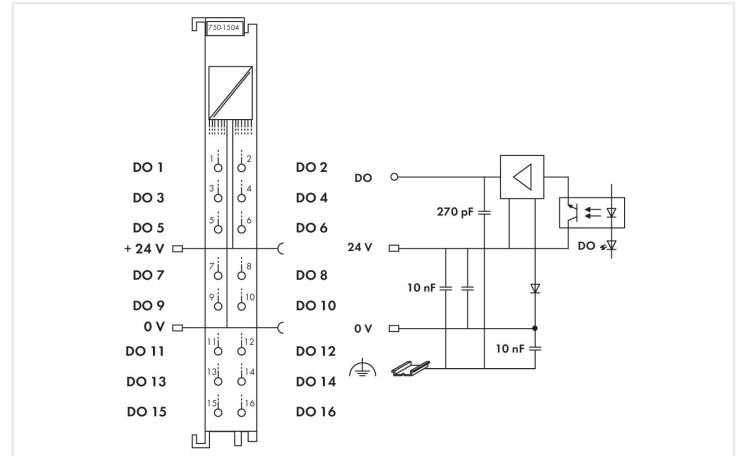 750-1504
1 2
DO 1 DO 2 DO
3 4
DO 3 DO 4
270 pF
5 6
DO 5 DO 6
+ 24 V 24 V DO
7 8
DO 7 DO 8
10 nF
9 10
DO 9 DO 10
0 V 0 V
11 12
DO 11 DO 12 10 nF
13 14
DO 13 DO 14
15 16
DO 15 DO 16